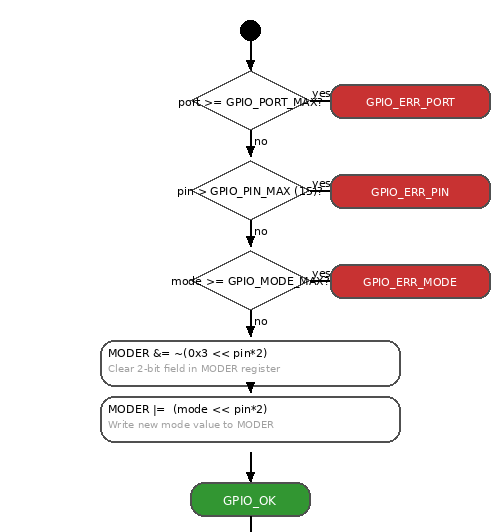 port >= GPIO_PORT_MAX?
yes
GPIO_ERR_PORT
no
pin > GPIO_PIN_MAX (15)?
yes
GPIO_ERR_PIN
no
mode >= GPIO_MODE_MAX?
yes
GPIO_ERR_MODE
no
MODER &= ~(0x3 << pin*2)
Clear 2-bit field in MODER register
MODER |=  (mode << pin*2)
Write new mode value to MODER
GPIO_OK